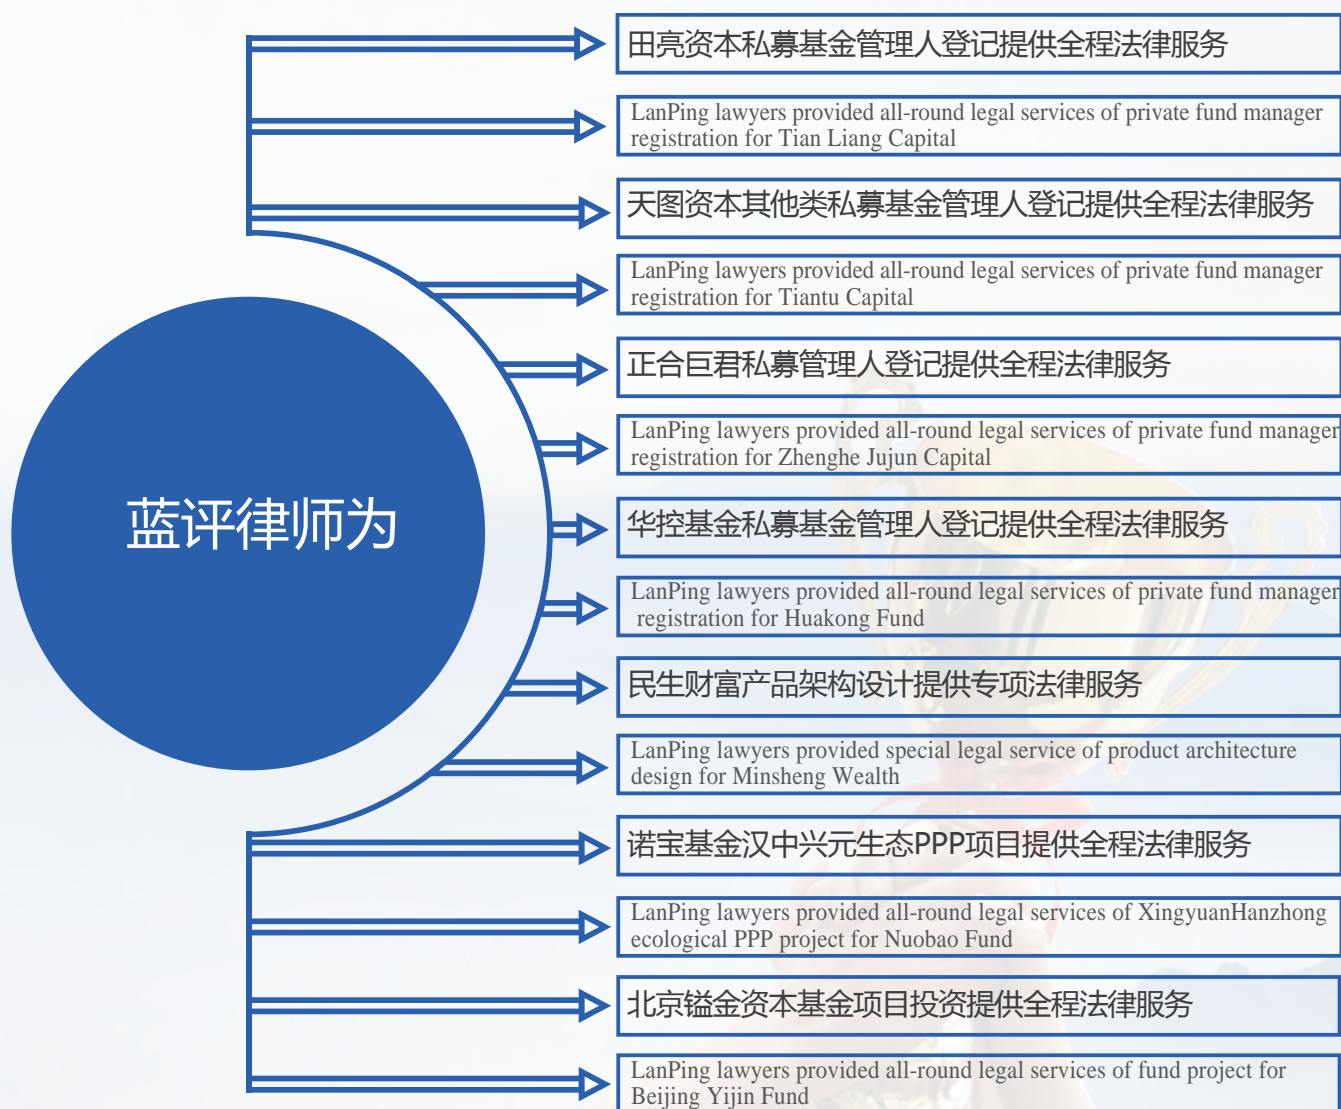 蓝评律师为
田亮资本私募基金管理人登记提供全程法律服务
LanPing lawyers provided all-round legal services of private fund manager
registration for Tian Liang Capital
天图资本其他类私募基金管理人登记提供全程法律服务
LanPing lawyers provided all-round legal services of private fund manager
registration for Tiantu Capital
正合巨君私募管理人登记提供全程法律服务
LanPing lawyers provided all-round legal services of private fund manager
registration for Zhenghe Jujun Capital
华控基金私募基金管理人登记提供全程法律服务
LanPing lawyers provided all-round legal services of private fund manager
registration for Huakong Fund
民生财富产品架构设计提供专项法律服务
LanPing lawyers provided special legal service of product architecture
design for Minsheng Wealth
诺宝基金汉中兴元生态PPP项目提供全程法律服务
LanPing lawyers provided all-round legal services of XingyuanHanzhong
ecological PPP project for Nuobao Fund
北京镒金资本基金项目投资提供全程法律服务
LanPing lawyers provided all-round legal services of fund project for
Beijing Yijin Fund